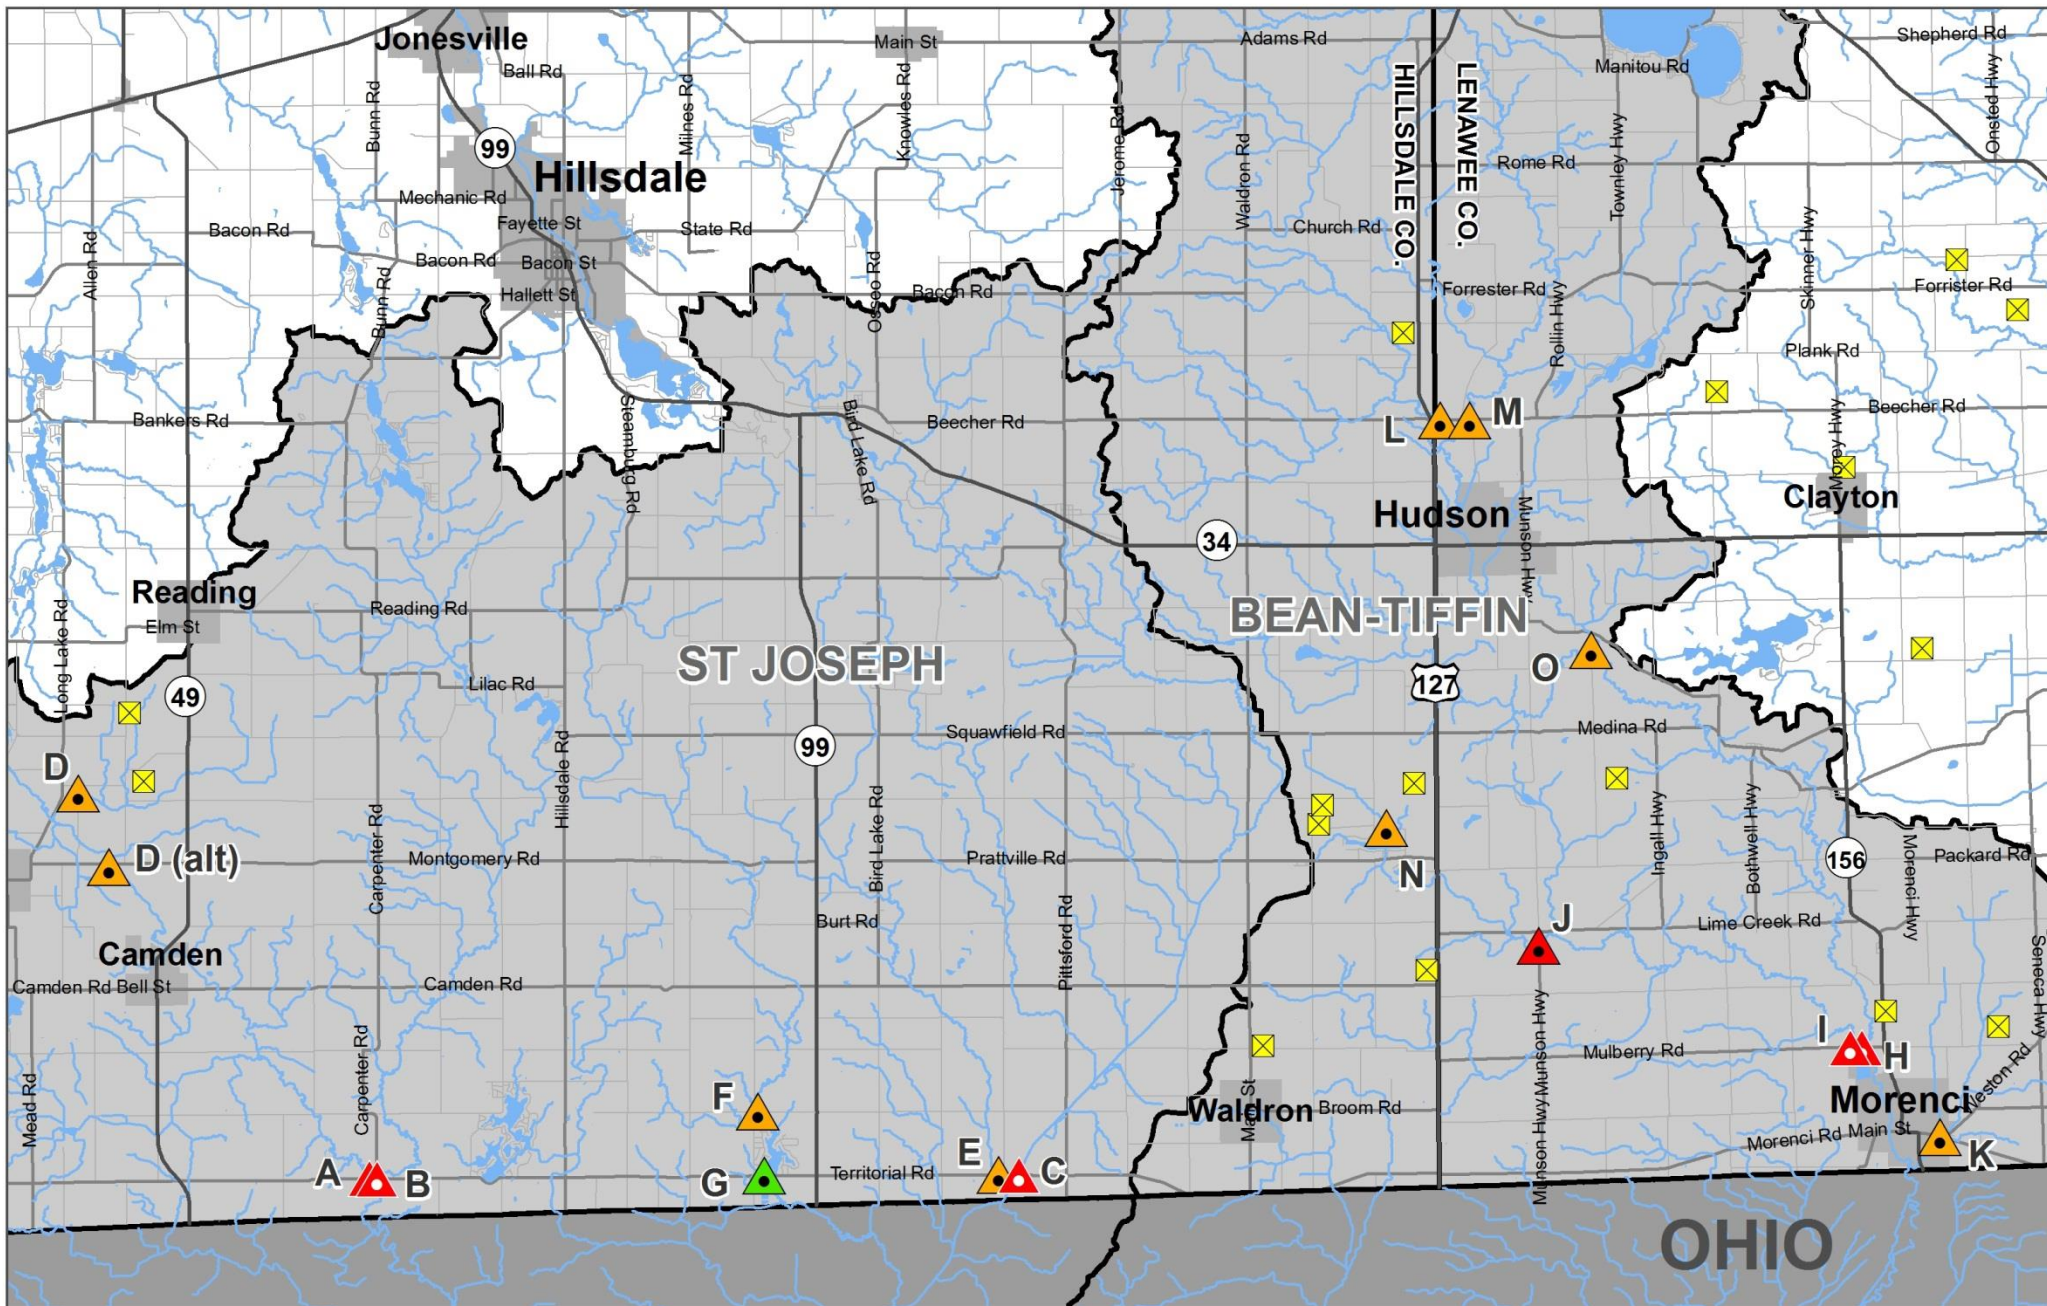 Jonesville
Main St
Adams Rd
Shepherd Rd
Ball Rd
Manitou Rd
HILLSDALE CO.
LENAWEE CO.
Bunn Rd
Milnes Rd
Knowles Rd
Jerome Rd
Waldron Rd
Townley Hwy
Onsted Hwy
99
Hillsdale
Rome Rd
Mechanic Rd
Fayette St
State Rd
Church Rd
Bacon Rd
Allen Rd
Bacon Rd
Bacon St
Skinner Hwy
Hallett St
Bunn Rd
Osseo Rd
Bacon Rd
Forrester Rd
Forrister Rd
Rollin Hwy
Plank Rd
Bankers Rd
Steamburg Rd
Bird Lake Rd
Beecher Rd
L
M
Beecher Rd
Morey Hwy
Clayton
Hudson
Munson Hwy
34
Reading
Elm St
Reading Rd
Long Lake Rd
BEAN-TIFFIN
ST JOSEPH
O
Lilac Rd
49
127
99
Squawfield Rd
Medina Rd
D
Hillsdale Rd
D (alt)
Carpenter Rd
Montgomery Rd
Bird Lake Rd
Prattville Rd
N
Ingall Hwy
Bothwell Hwy
156
Morenci Hwy
Packard Rd
Burt Rd
J
Lime Creek Rd
Camden
Pittsford Rd
Seneca Hwy
Camden Rd
Bell St
Camden Rd
Munson Hwy
Munson Hwy
Mulberry Rd
I
H
Mead Rd
Carpenter Rd
F
Waldron
Main St
Broom Rd
Morenci
Weston Rd
Morenci Rd
Main St
K
A
B
G
Territorial Rd
E
C
OHIO